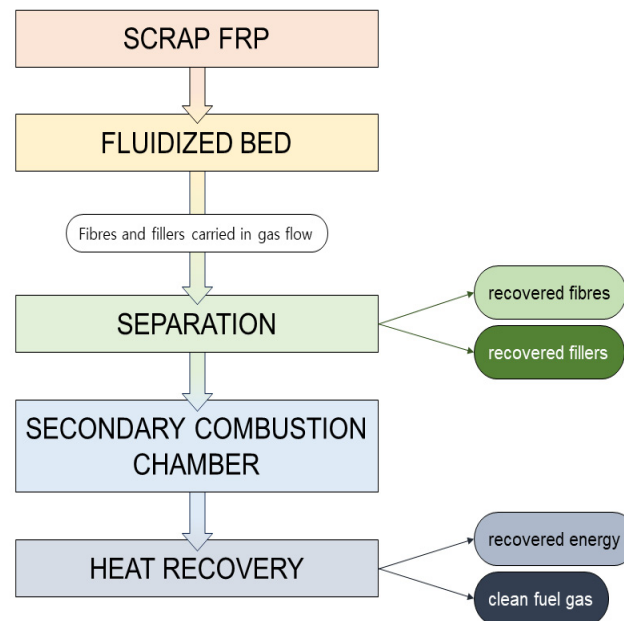 SCRAP FRP
FLUIDIZED BED
Fibres and fillers carried in gas flow
SEPARATION
recovered fibres
recovered fillers
SECONDARY COMBUSTION
CHAMBER
HEAT RECOVERY
recovered energy
clean fuel gas